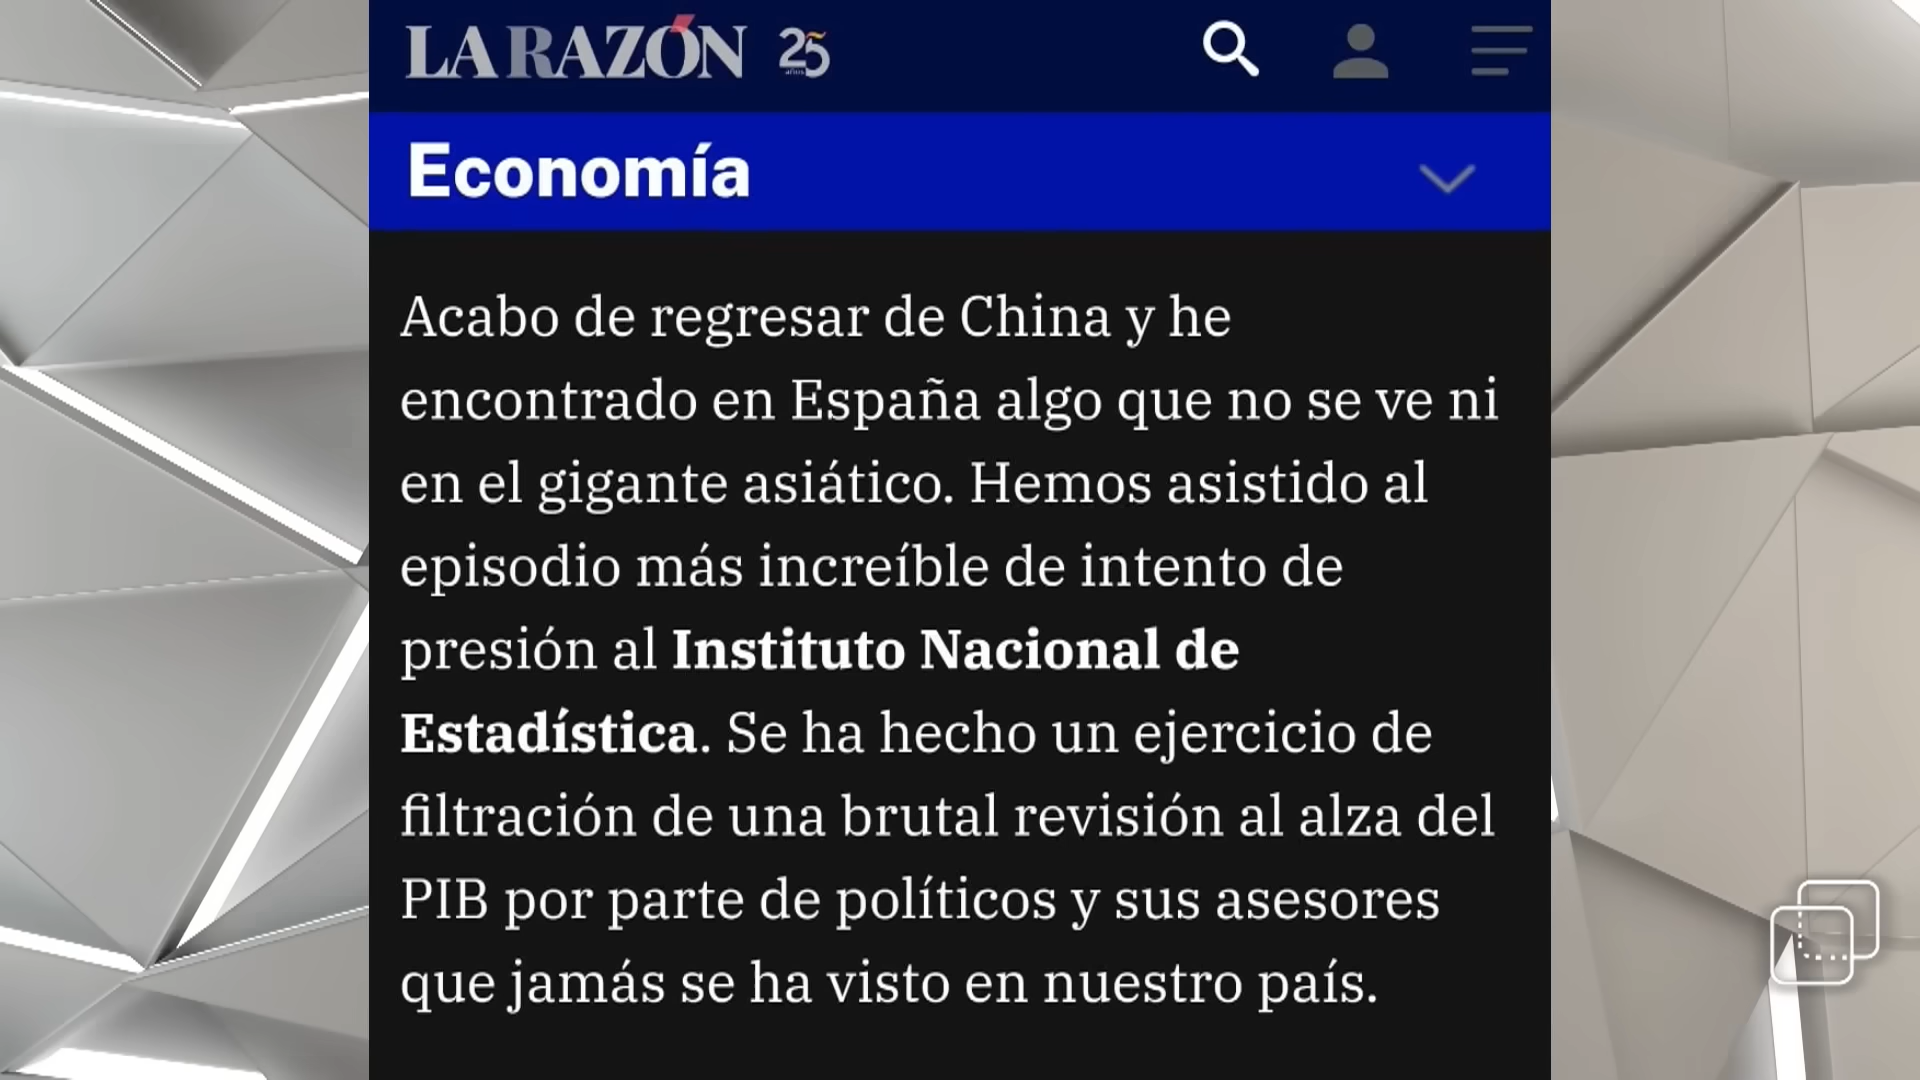 LA RAZÓN 25 años
Economía
Acabo de regresar de China y he
encontrado en España algo que no se ve ni
en el gigante asiático. Hemos asistido al
episodio más increíble de intento de
presión al Instituto Nacional de
Estadística. Se ha hecho un ejercicio de
filtración de una brutal revisión al alza del
PIB por parte de políticos y sus asesores
que jamás se ha visto en nuestro país.